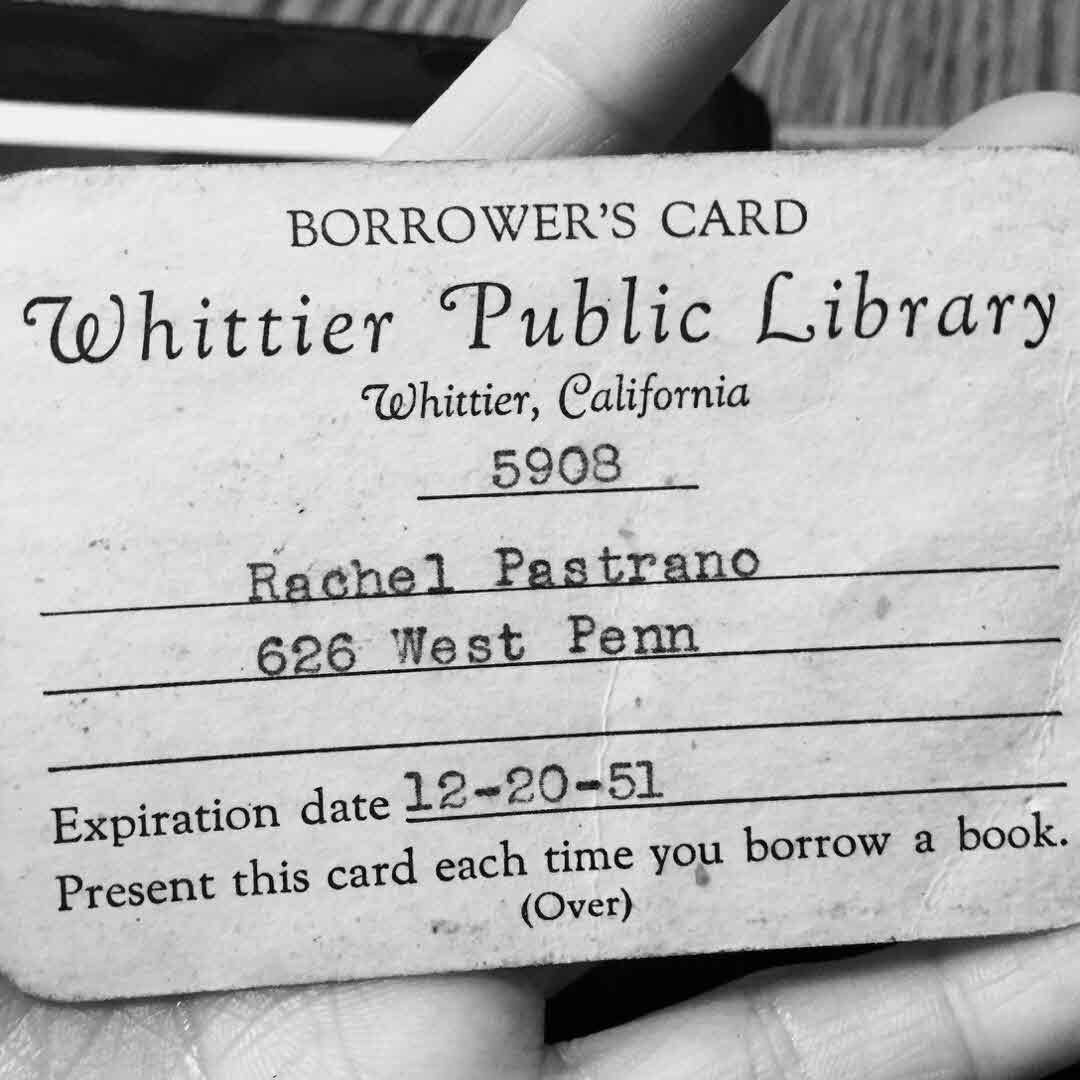 BORROWER'S CARD
Whittier Public Library
Whittier, California
5908
Rachel Pastrano
626 West Penn
Expiration date 12-20-51
Present this card each time you borrow a book.
(Over)